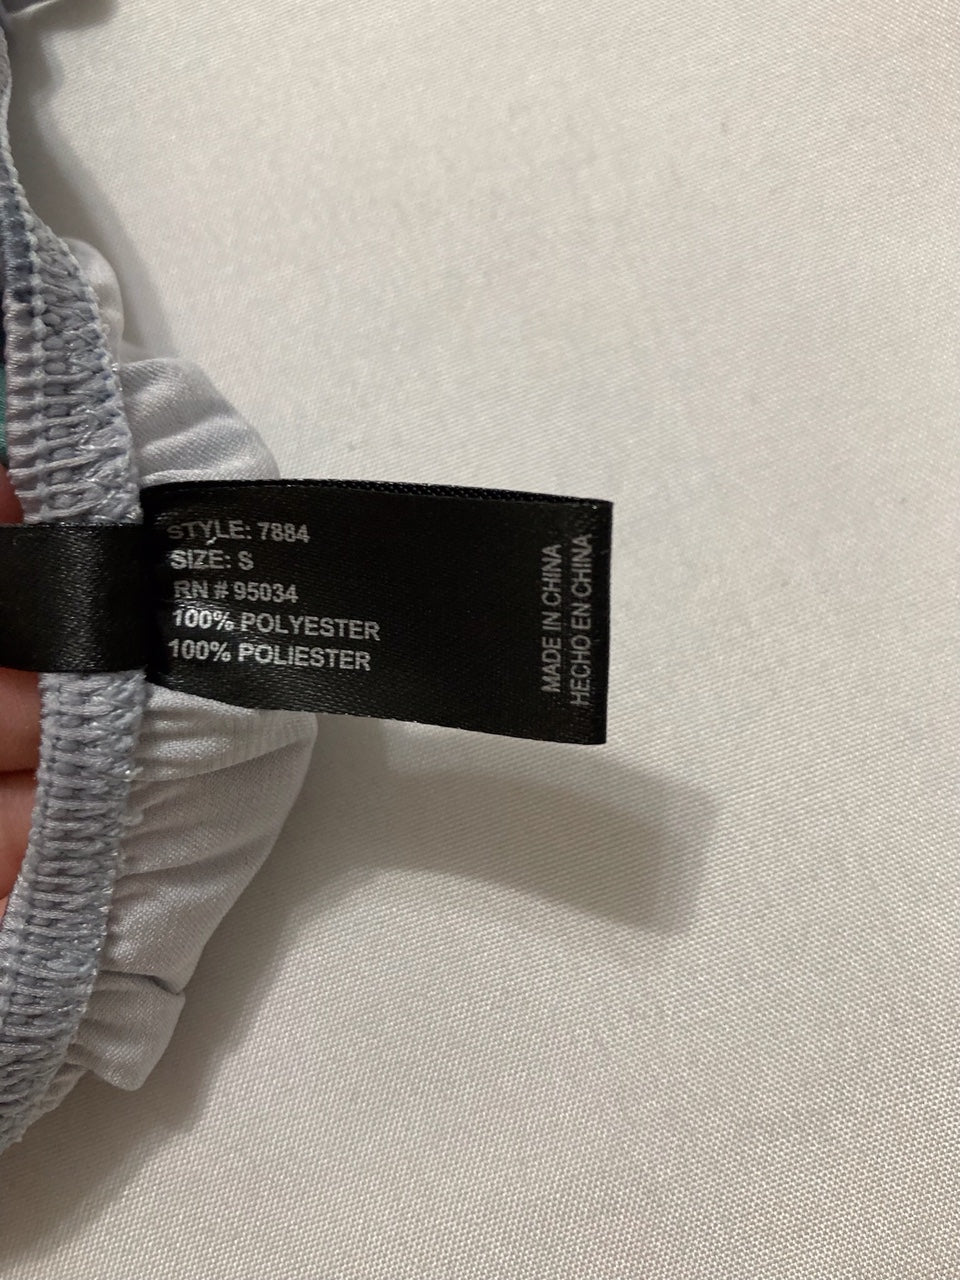 STYLE: 7884
SIZE: S
RN # 95034
100% POLYESTER
100% POLIESTER
MADE IN CHINA
HECHO EN CHINA